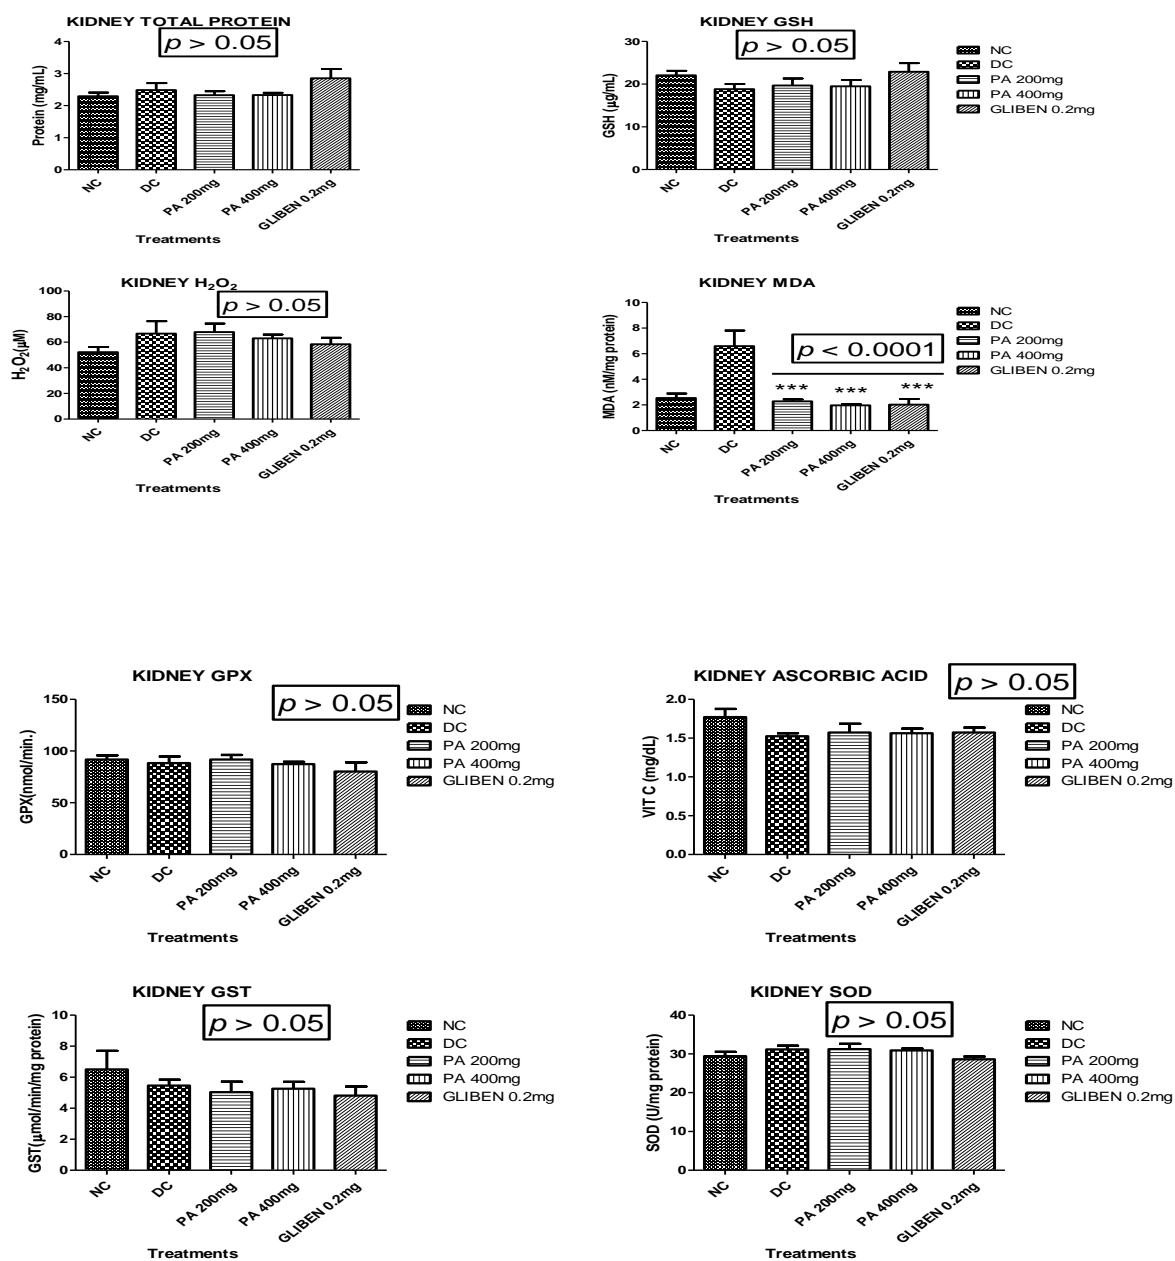 KIDNEY TOTAL PROTEIN
p > 0.05
4
3
2
1
0
Protein (mg/mL)
NC
DC
PA 200mg
PA 400mg
GLIBEN 0.2mg
Treatments
KIDNEY GSH
p > 0.05
30
20
10
0
GSH (µg/mL)
NC
DC
PA 200mg
PA 400mg
GLIBEN 0.2mg
Treatments
NC
DC
PA 200mg
PA 400mg
GLIBEN 0.2mg
KIDNEY H₂O₂
p > 0.05
100
80
60
40
20
0
H₂O₂(µM)
NC
DC
PA 200mg
PA 400mg
GLIBEN 0.2mg
Treatments
KIDNEY MDA
p < 0.0001
10
8
6
4
2
0
MDA (nM/mg protein)
*** *** ***
NC
DC
PA 200mg
PA 400mg
GLIBEN 0.2mg
Treatments
NC
DC
PA 200mg
PA 400mg
GLIBEN 0.2mg
KIDNEY GPX
p > 0.05
150
100
50
0
GPX(nmol/min.)
NC
DC
PA 200mg
PA 400mg
GLIBEN 0.2mg
Treatments
NC
DC
PA 200mg
PA 400mg
GLIBEN 0.2mg
KIDNEY ASCORBIC ACID
p > 0.05
2.0
1.5
1.0
0.5
0.0
VIT C (mg/dL)
NC
DC
PA 200mg
PA 400mg
GLIBEN 0.2mg
Treatments
NC
DC
PA 200mg
PA 400mg
GLIBEN 0.2mg
KIDNEY GST
p > 0.05
10
8
6
4
2
0
GST(µmol/min/mg protein)
NC
DC
PA 200mg
PA 400mg
GLIBEN 0.2mg
Treatments
NC
DC
PA 200mg
PA 400mg
GLIBEN 0.2mg
KIDNEY SOD
p > 0.05
40
30
20
10
0
SOD (U/mg protein)
NC
DC
PA 200mg
PA 400mg
GLIBEN 0.2mg
Treatments
NC
DC
PA 200mg
PA 400mg
GLIBEN 0.2mg